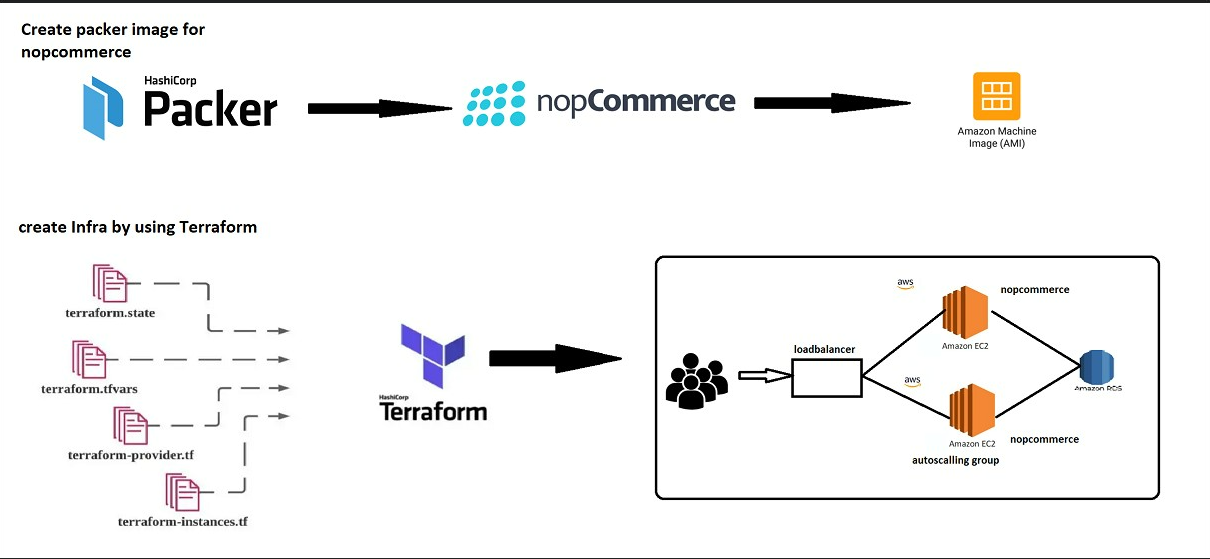 Create packer image for
nopcommerce
HashiCorp
Packer
nopCommerce
Amazon Machine
Image (AMI)
create Infra by using Terraform
terraform.state
terraform.tfvars
terraform-provider.tf
terraform-instances.tf
HashiCorp
Terraform
loadbalancer
aws
nopcommerce
Amazon EC2
aws
Amazon EC2
nopcommerce
autoscalling group
Amazon RDS